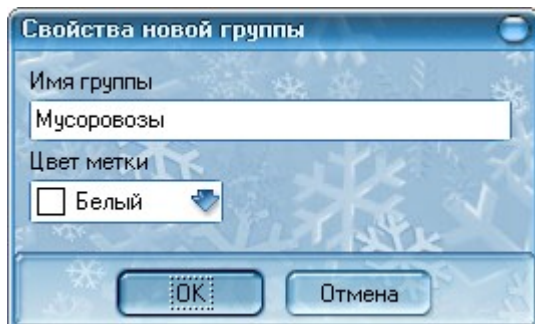 Свойства новой группы
Имя группы
Мусоровозы
Цвет метки
Белый
OK
Отмена